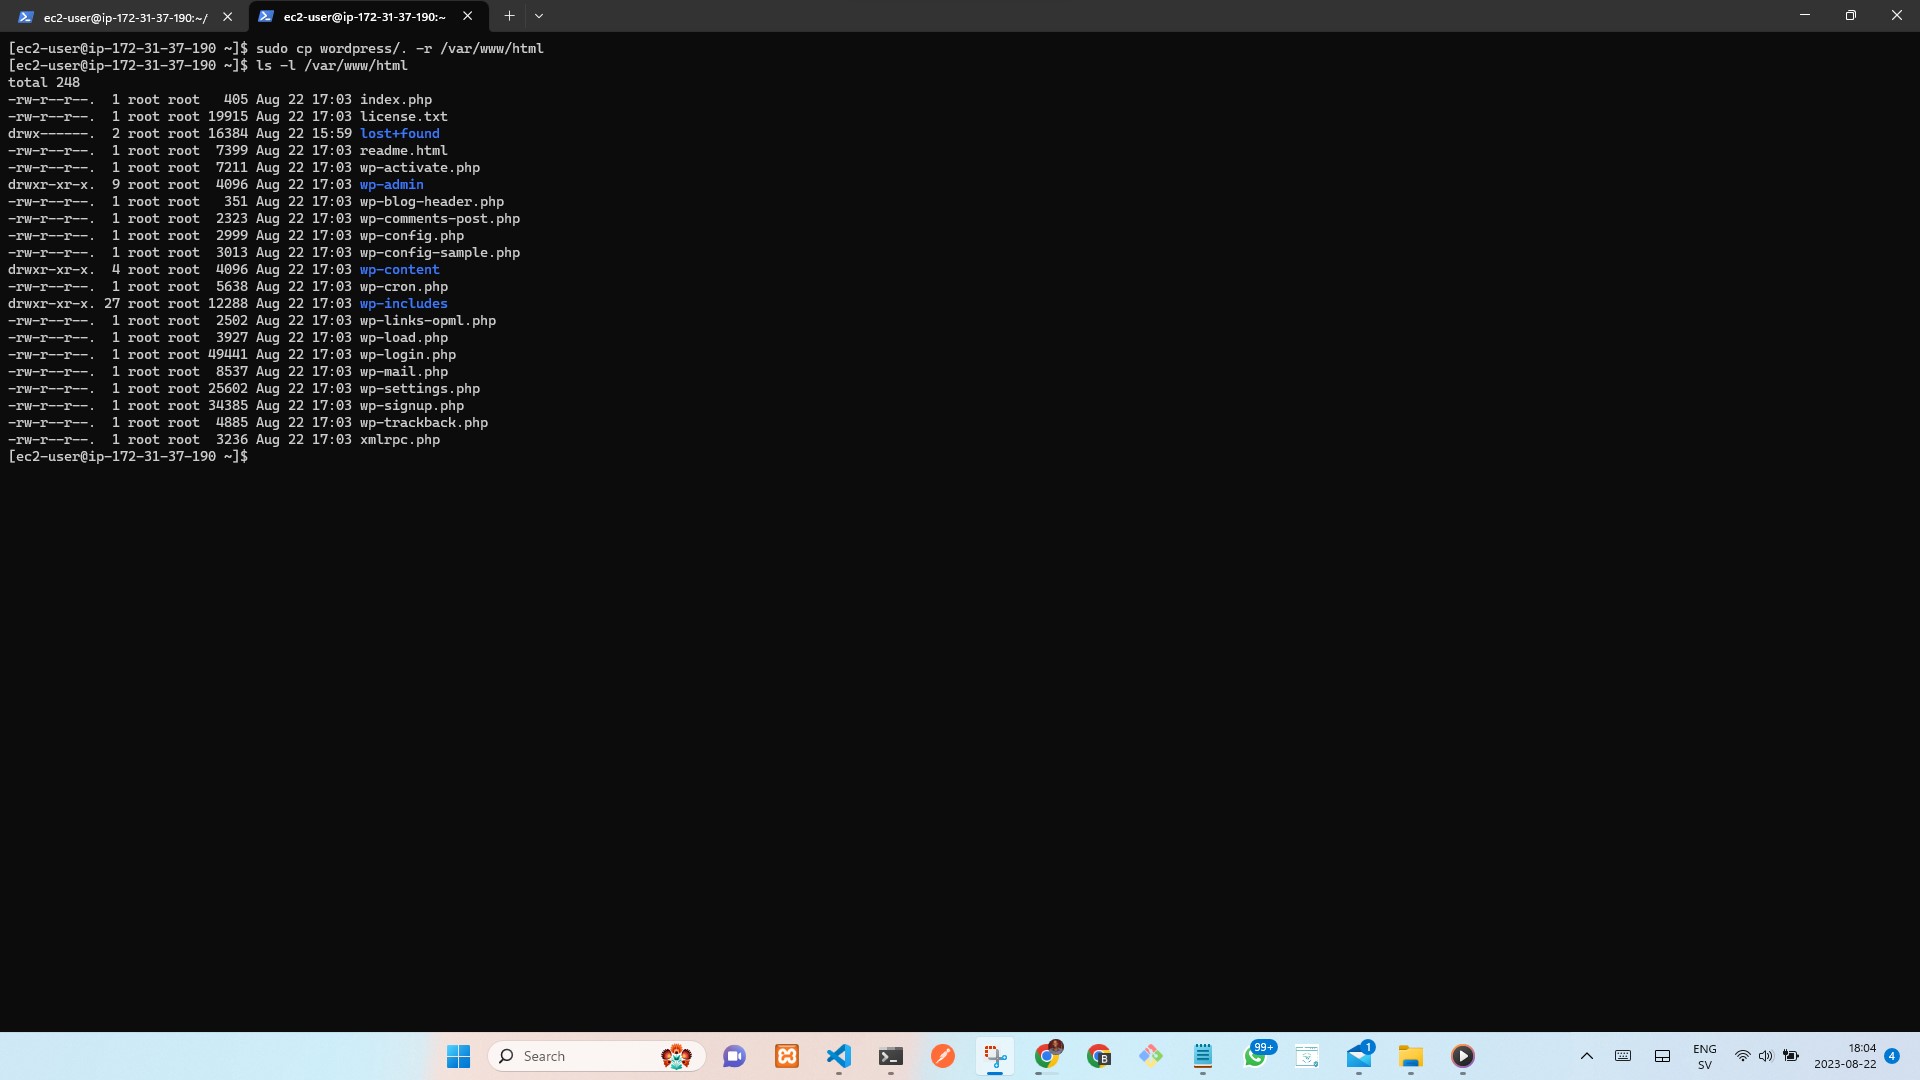 ec2-user@ip-172-31-37-190:~/
ec2-user@ip-172-31-37-190:~
[ec2-user@ip-172-31-37-190 ~]$ sudo cp wordpress/. -r /var/www/html
[ec2-user@ip-172-31-37-190 ~]$ ls -l /var/www/html
total 248
-rw-r--r--.  1 root root   405 Aug 22 17:03 index.php
-rw-r--r--.  1 root root 19915 Aug 22 17:03 license.txt
drwx------.  2 root root 16384 Aug 22 15:59 lost+found
-rw-r--r--.  1 root root  7399 Aug 22 17:03 readme.html
-rw-r--r--.  1 root root  7211 Aug 22 17:03 wp-activate.php
drwxr-xr-x.  9 root root  4096 Aug 22 17:03 wp-admin
-rw-r--r--.  1 root root   351 Aug 22 17:03 wp-blog-header.php
-rw-r--r--.  1 root root  2323 Aug 22 17:03 wp-comments-post.php
-rw-r--r--.  1 root root  2999 Aug 22 17:03 wp-config.php
-rw-r--r--.  1 root root  3013 Aug 22 17:03 wp-config-sample.php
drwxr-xr-x.  4 root root  4096 Aug 22 17:03 wp-content
-rw-r--r--.  1 root root  5638 Aug 22 17:03 wp-cron.php
drwxr-xr-x. 27 root root 12288 Aug 22 17:03 wp-includes
-rw-r--r--.  1 root root  2502 Aug 22 17:03 wp-links-opml.php
-rw-r--r--.  1 root root  3927 Aug 22 17:03 wp-load.php
-rw-r--r--.  1 root root 49441 Aug 22 17:03 wp-login.php
-rw-r--r--.  1 root root  8537 Aug 22 17:03 wp-mail.php
-rw-r--r--.  1 root root 25602 Aug 22 17:03 wp-settings.php
-rw-r--r--.  1 root root 34385 Aug 22 17:03 wp-signup.php
-rw-r--r--.  1 root root  4885 Aug 22 17:03 wp-trackback.php
-rw-r--r--.  1 root root  3236 Aug 22 17:03 xmlrpc.php
[ec2-user@ip-172-31-37-190 ~]$
Search
B
99+
1
ENG
SV
18:04
2023-08-22
4